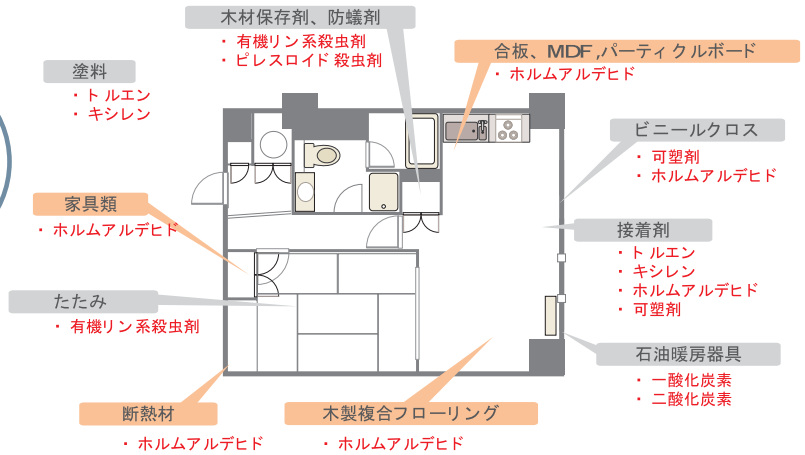 木材保存剤、防蟻剤
・有機リン系殺虫剤
・ピレスロイド殺虫剤
合板、MDF,パーティクルボード
・ホルムアルデヒド
塗料
・トルエン
・キシレン
ビニールクロス
・可塑剤
・ホルムアルデヒド
家具類
・ホルムアルデヒド
接着剤
・トルエン
・キシレン
・ホルムアルデヒド
・可塑剤
たたみ
・有機リン系殺虫剤
石油暖房器具
・一酸化炭素
・二酸化炭素
断熱材
・ホルムアルデヒド
木製複合フローリング
・ホルムアルデヒド